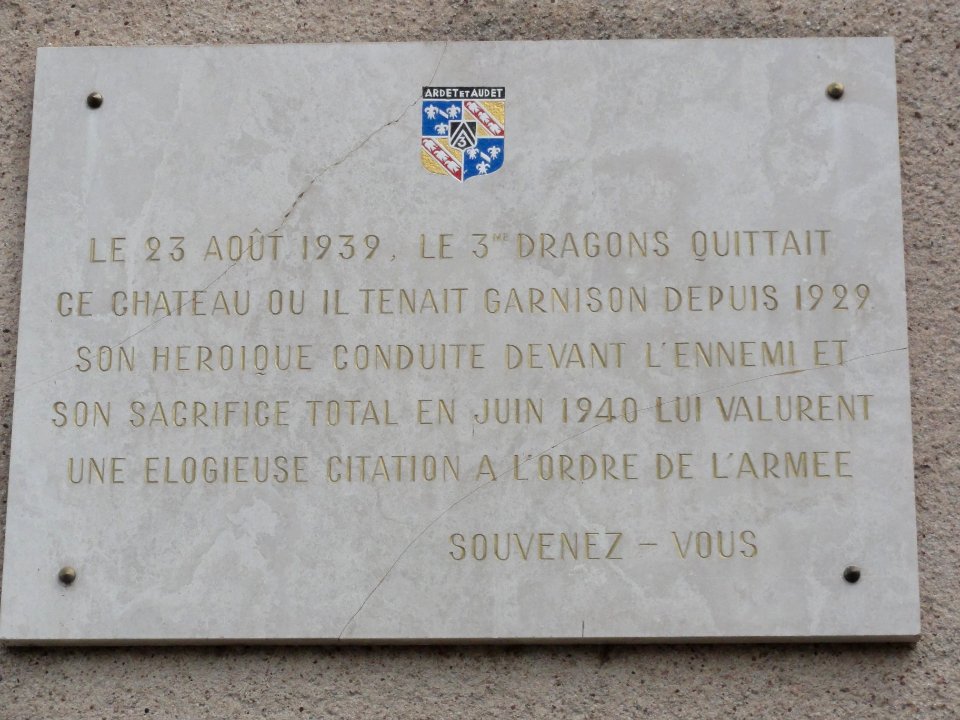 ARDET ET AUDET
3
LE 23 AOÛT 1939, LE 3ME DRAGONS QUITTAIT
CE CHATEAU OU IL TENAIT GARNISON DEPUIS 1929
SON HEROIQUE CONDUITE DEVANT L'ENNEMI ET
SON SACRIFICE TOTAL EN JUIN 1940 LUI VALURENT
UNE ELOGIEUSE CITATION A L'ORDRE DE L'ARMEE
SOUVENEZ - VOUS